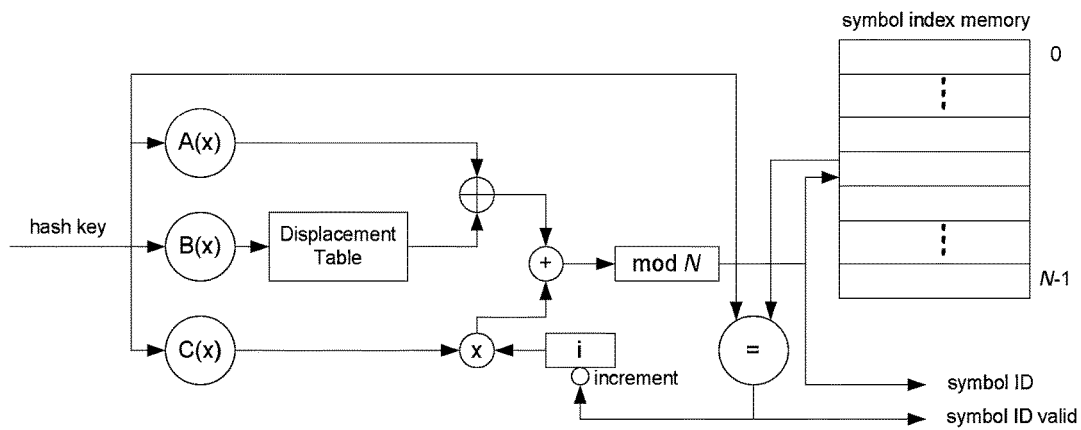 symbol index memory
0
A(x)
hash key
B(x)
Displacement
Table
+
mod N
N-1
C(x)
x
i
=
increment
symbol ID
symbol ID valid